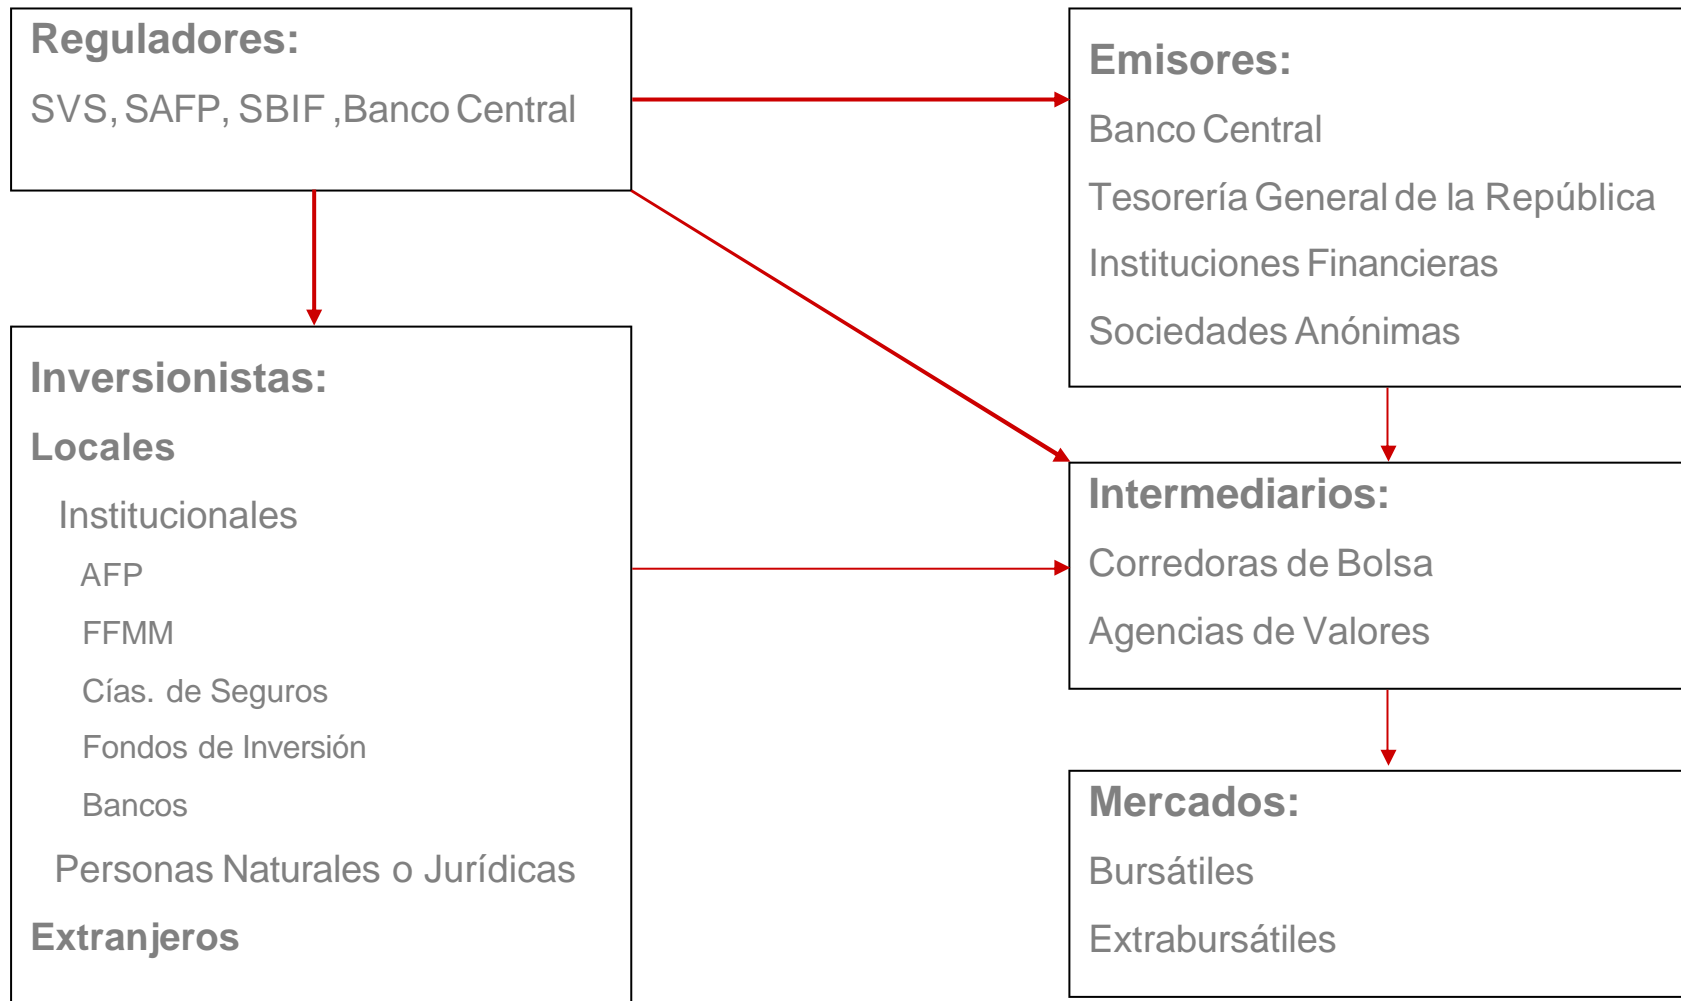 Reguladores:
SVS, SAFP, SBIF ,Banco Central
Emisores:
Banco Central
Tesorería General de la República
Instituciones Financieras
Sociedades Anónimas
Inversionistas:
Locales
Institucionales
AFP
FFMM
Cías. de Seguros
Fondos de Inversión
Bancos
Personas Naturales o Jurídicas
Extranjeros
Intermediarios:
Corredoras de Bolsa
Agencias de Valores
Mercados:
Bursátiles
Extrabursátiles